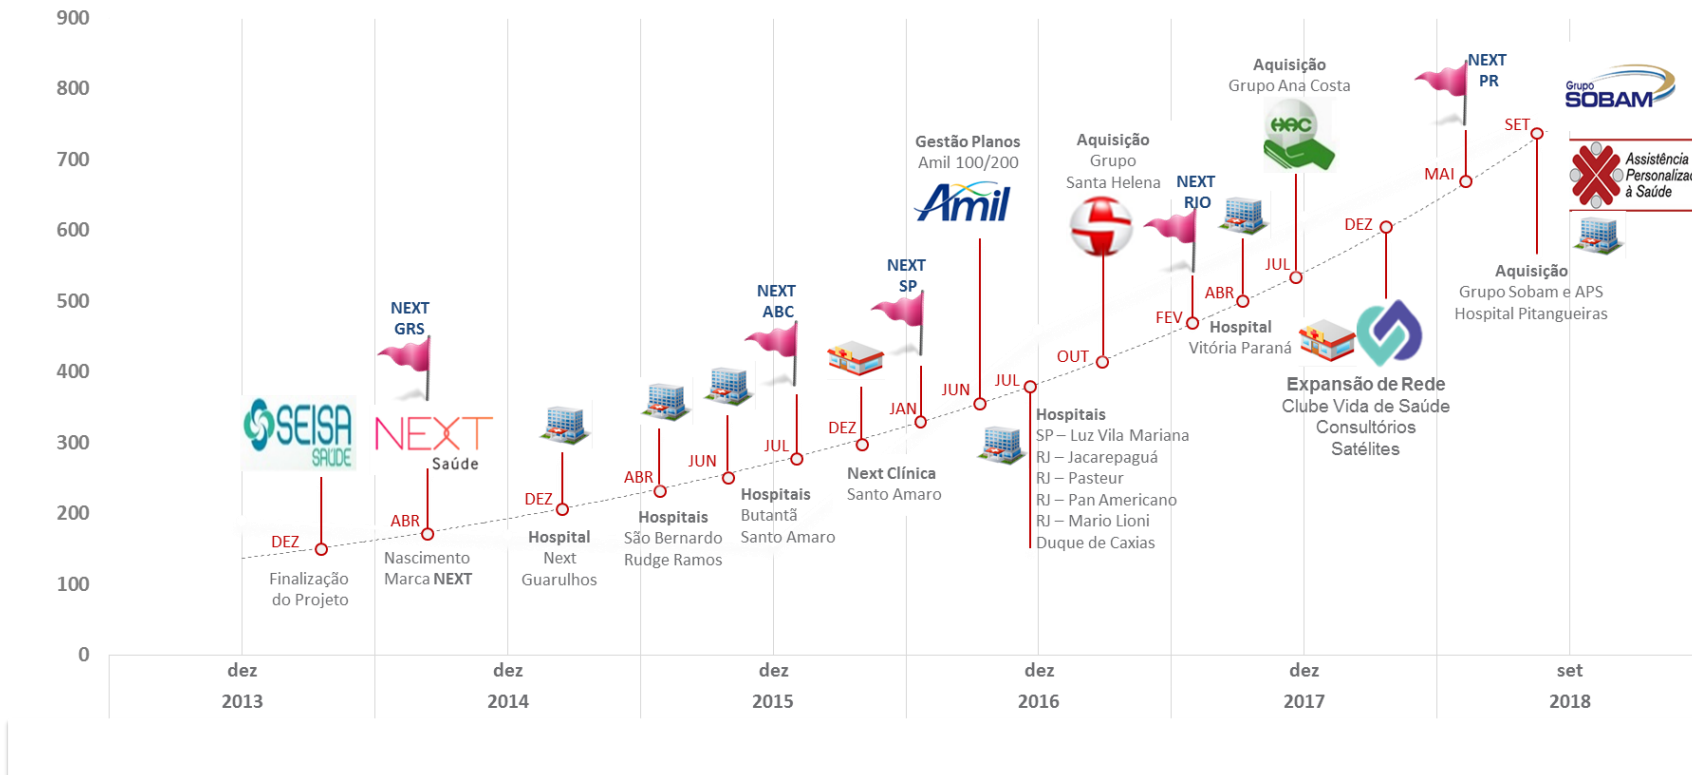 900
800
700
600
500
400
300
200
100
0
SEISA
SAÚDE
DEZ
Finalização
do Projeto
NEXT
GRS
NEXT
Saúde
ABR
Nascimento
Marca NEXT
DEZ
Hospital
Next
Guarulhos
ABR
Hospitais
São Bernardo
Rudge Ramos
JUN
Hospitais
Butantã
Santo Amaro
NEXT
ABC
JUL
DEZ
Next Clínica
Santo Amaro
NEXT
SP
JAN
Gestão Planos
Amil 100/200
Amil
JUN
JUL
Hospitais
SP – Luz Vila Mariana
RJ – Jacarepaguá
RJ – Pasteur
RJ – Pan Americano
RJ – Mario Lioni
Duque de Caxias
Aquisição
Grupo
Santa Helena
OUT
NEXT
RIO
FEV
ABR
Hospital
Vitória Paraná
Aquisição
Grupo Ana Costa
HAC
JUL
DEZ
Expansão de Rede
Clube Vida de Saúde
Consultórios
Satélites
NEXT
PR
MAI
SET
Grupo
SOBAM
Assistência
Personalizad
à Saúde
Aquisição
Grupo Sobam e APS
Hospital Pitangueiras
dez dez dez dez dez set
2013 2014 2015 2016 2017 2018